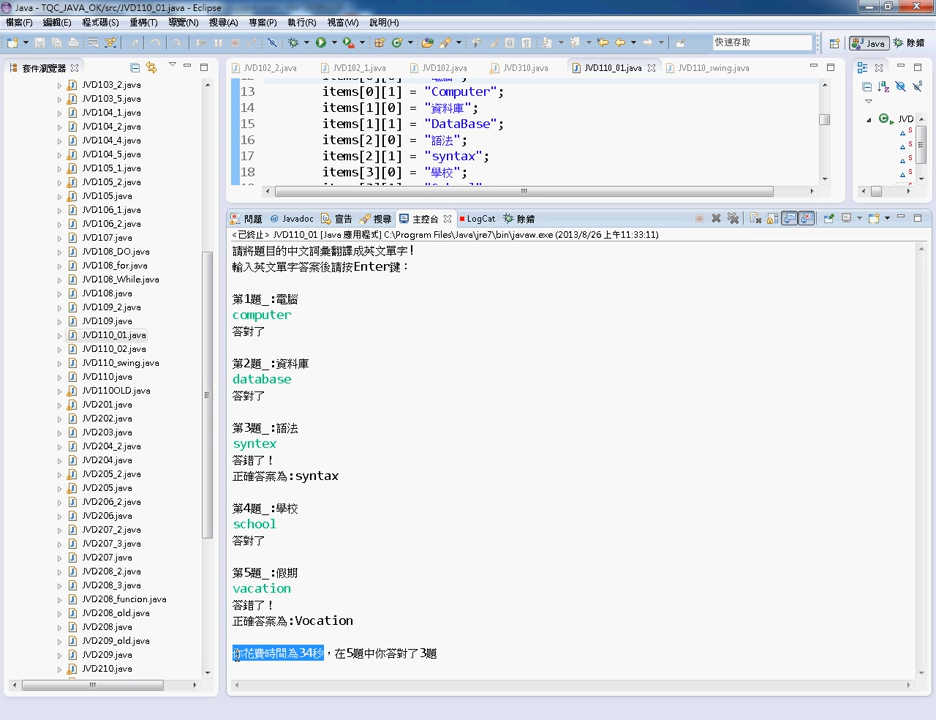 Java - TQC_JAVA_OK/src/JVD110_01.java - Eclipse
檔案(F) 編輯(E) 程式碼(S) 重構(T) 導覽(N) 搜尋(A) 專案(P) 執行(R) 視窗(W) 說明(H)
快速存取
Java
除錯
套件瀏覽器
JVD103_2.java
JVD103_5.java
JVD104_1.java
JVD104_2.java
JVD104_4.java
JVD104_5.java
JVD105_1.java
JVD105_2.java
JVD105.java
JVD106_1.java
JVD106_2.java
JVD107.java
JVD108_DO.java
JVD108_for.java
JVD108_While.java
JVD108.java
JVD109_2.java
JVD109.java
JVD110_01.java
JVD110_02.java
JVD110_swing.java
JVD110.java
JVD110OLD.java
JVD201.java
JVD202.java
JVD203.java
JVD204_2.java
JVD204.java
JVD205_2.java
JVD205.java
JVD206_2.java
JVD206.java
JVD207_2.java
JVD207_3.java
JVD207.java
JVD208_2.java
JVD208_3.java
JVD208_funcion.java
JVD208_old.java
JVD208.java
JVD209_old.java
JVD209.java
JVD210.java
JVD102_2.java JVD102_1.java JVD102.java JVD310.java JVD110_01.java JVD110_swing.java
13 items[0][1] = "Computer";
14 items[1][0] = "資料庫";
15 items[1][1] = "DataBase";
16 items[2][0] = "語法";
17 items[2][1] = "syntax";
18 items[3][0] = "學校";
JVD
問題 @ Javadoc 宣告 搜尋 主控台 LogCat 除錯
<已終止> JVD110_01 [Java 應用程式] C:\Program Files\Java\jre7\bin\javaw.exe (2013/8/26 上午11:33:11)
請將題目的中文詞彙翻譯成英文單字!
輸入英文單字答案後請按Enter鍵：
第1題_:電腦
computer
答對了
第2題_:資料庫
database
答對了
第3題_:語法
syntex
答錯了!
正確答案為:syntax
第4題_:學校
school
答對了
第5題_:假期
vacation
答錯了!
正確答案為:Vocation
你花費時間為34秒，在5題中你答對了3題